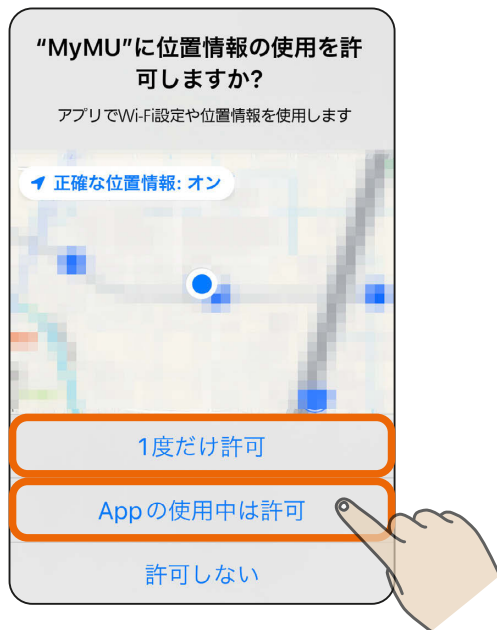 “MyMU”に位置情報の使用を許
可しますか?
アプリでWi-Fi設定や位置情報を使用します
正確な位置情報: オン
1度だけ許可
Appの使用中は許可
許可しない